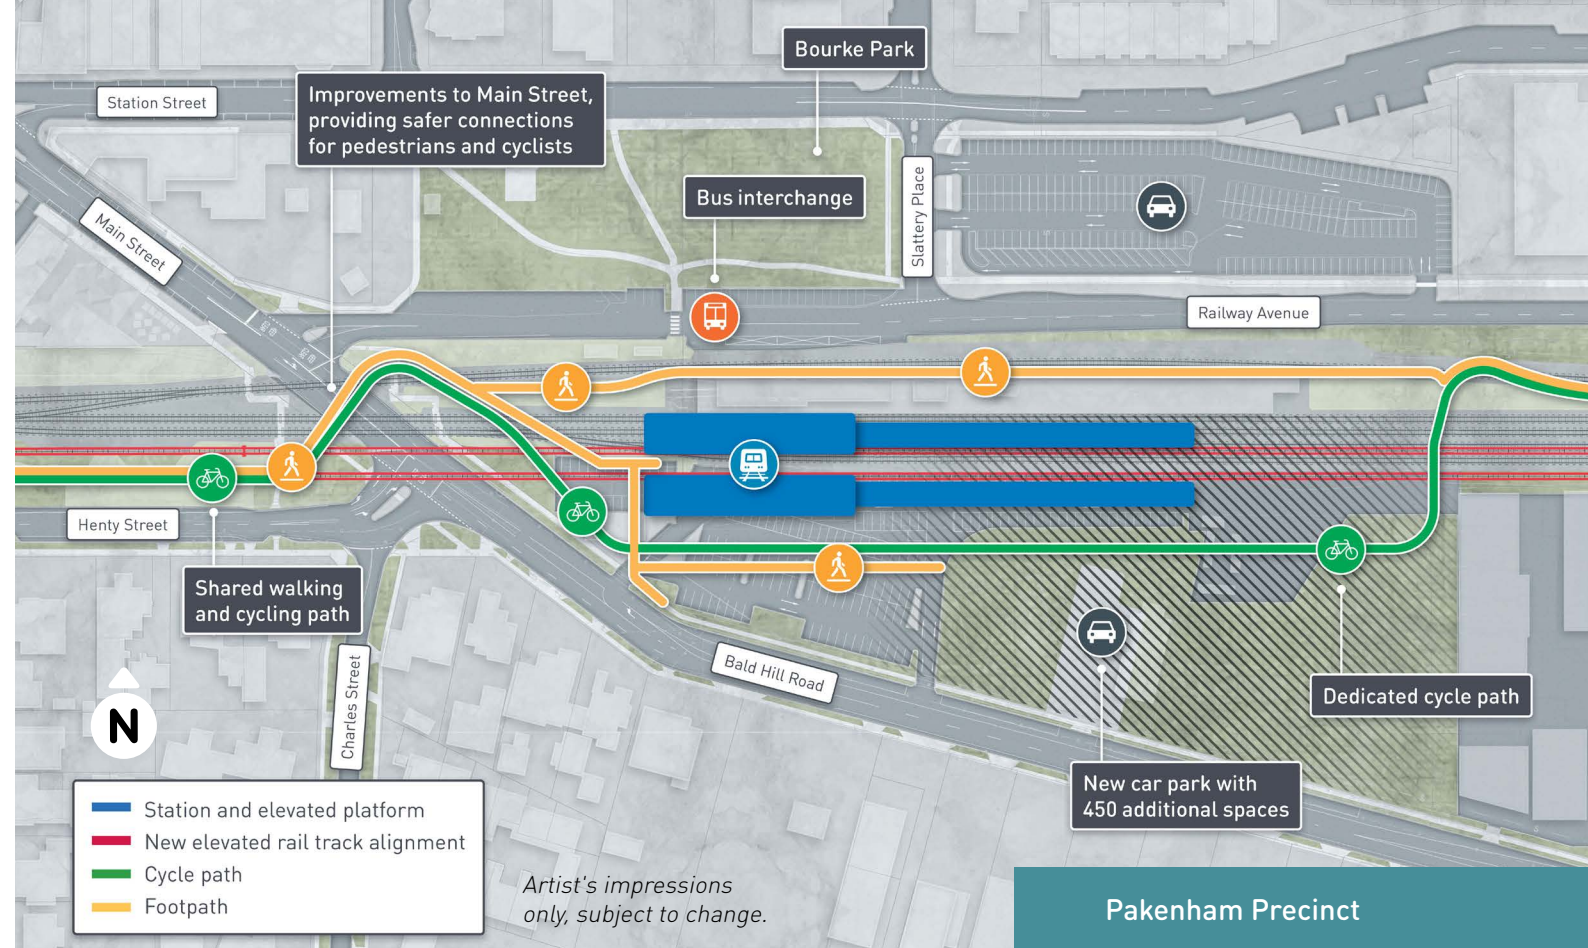 Bourke Park
Station Street
Improvements to Main Street,
providing safer connections
for pedestrians and cyclists
Bus interchange
Slattery Place
Main Street
Railway Avenue
Henty Street
Shared walking
and cycling path
Charles Street
Bald Hill Road
Dedicated cycle path
New car park with
450 additional spaces
N
Station and elevated platform
New elevated rail track alignment
Cycle path
Footpath
Artist's impressions
only, subject to change.
Pakenham Precinct